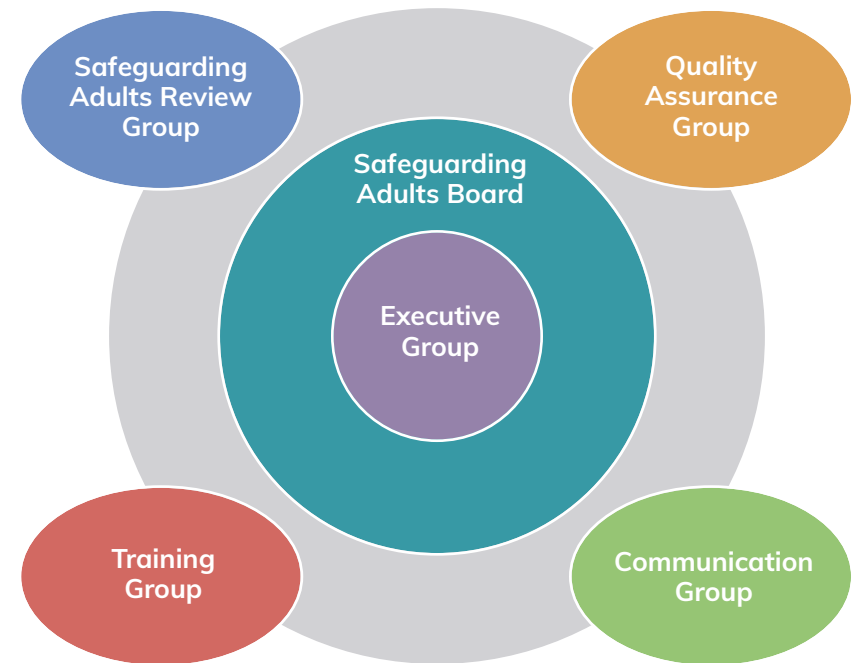 Safeguarding
Adults Review
Group
Quality
Assurance
Group
Safeguarding
Adults Board
Executive
Group
Training
Group
Communication
Group